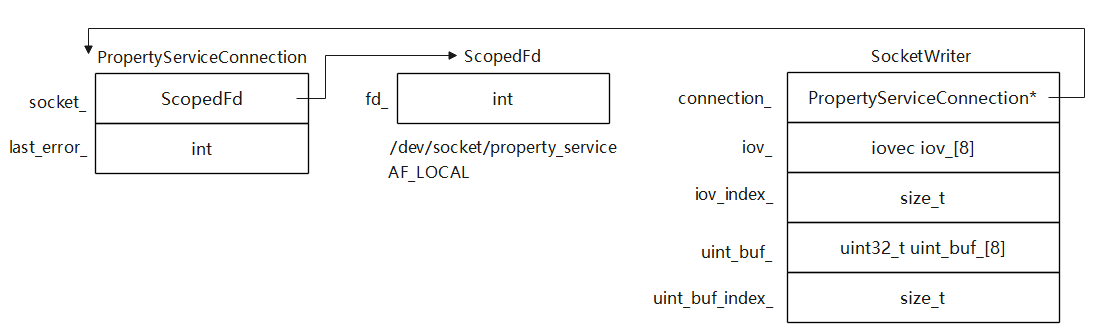 PropertyServiceConnection
socket_
ScopedFd
last_error_
int
ScopedFd
fd_
int
/dev/socket/property_service
AF_LOCAL
SocketWriter
connection_
PropertyServiceConnection*
iov_
iovec iov_[8]
iov_index_
size_t
uint_buf_
uint32_t uint_buf_[8]
uint_buf_index_
size_t